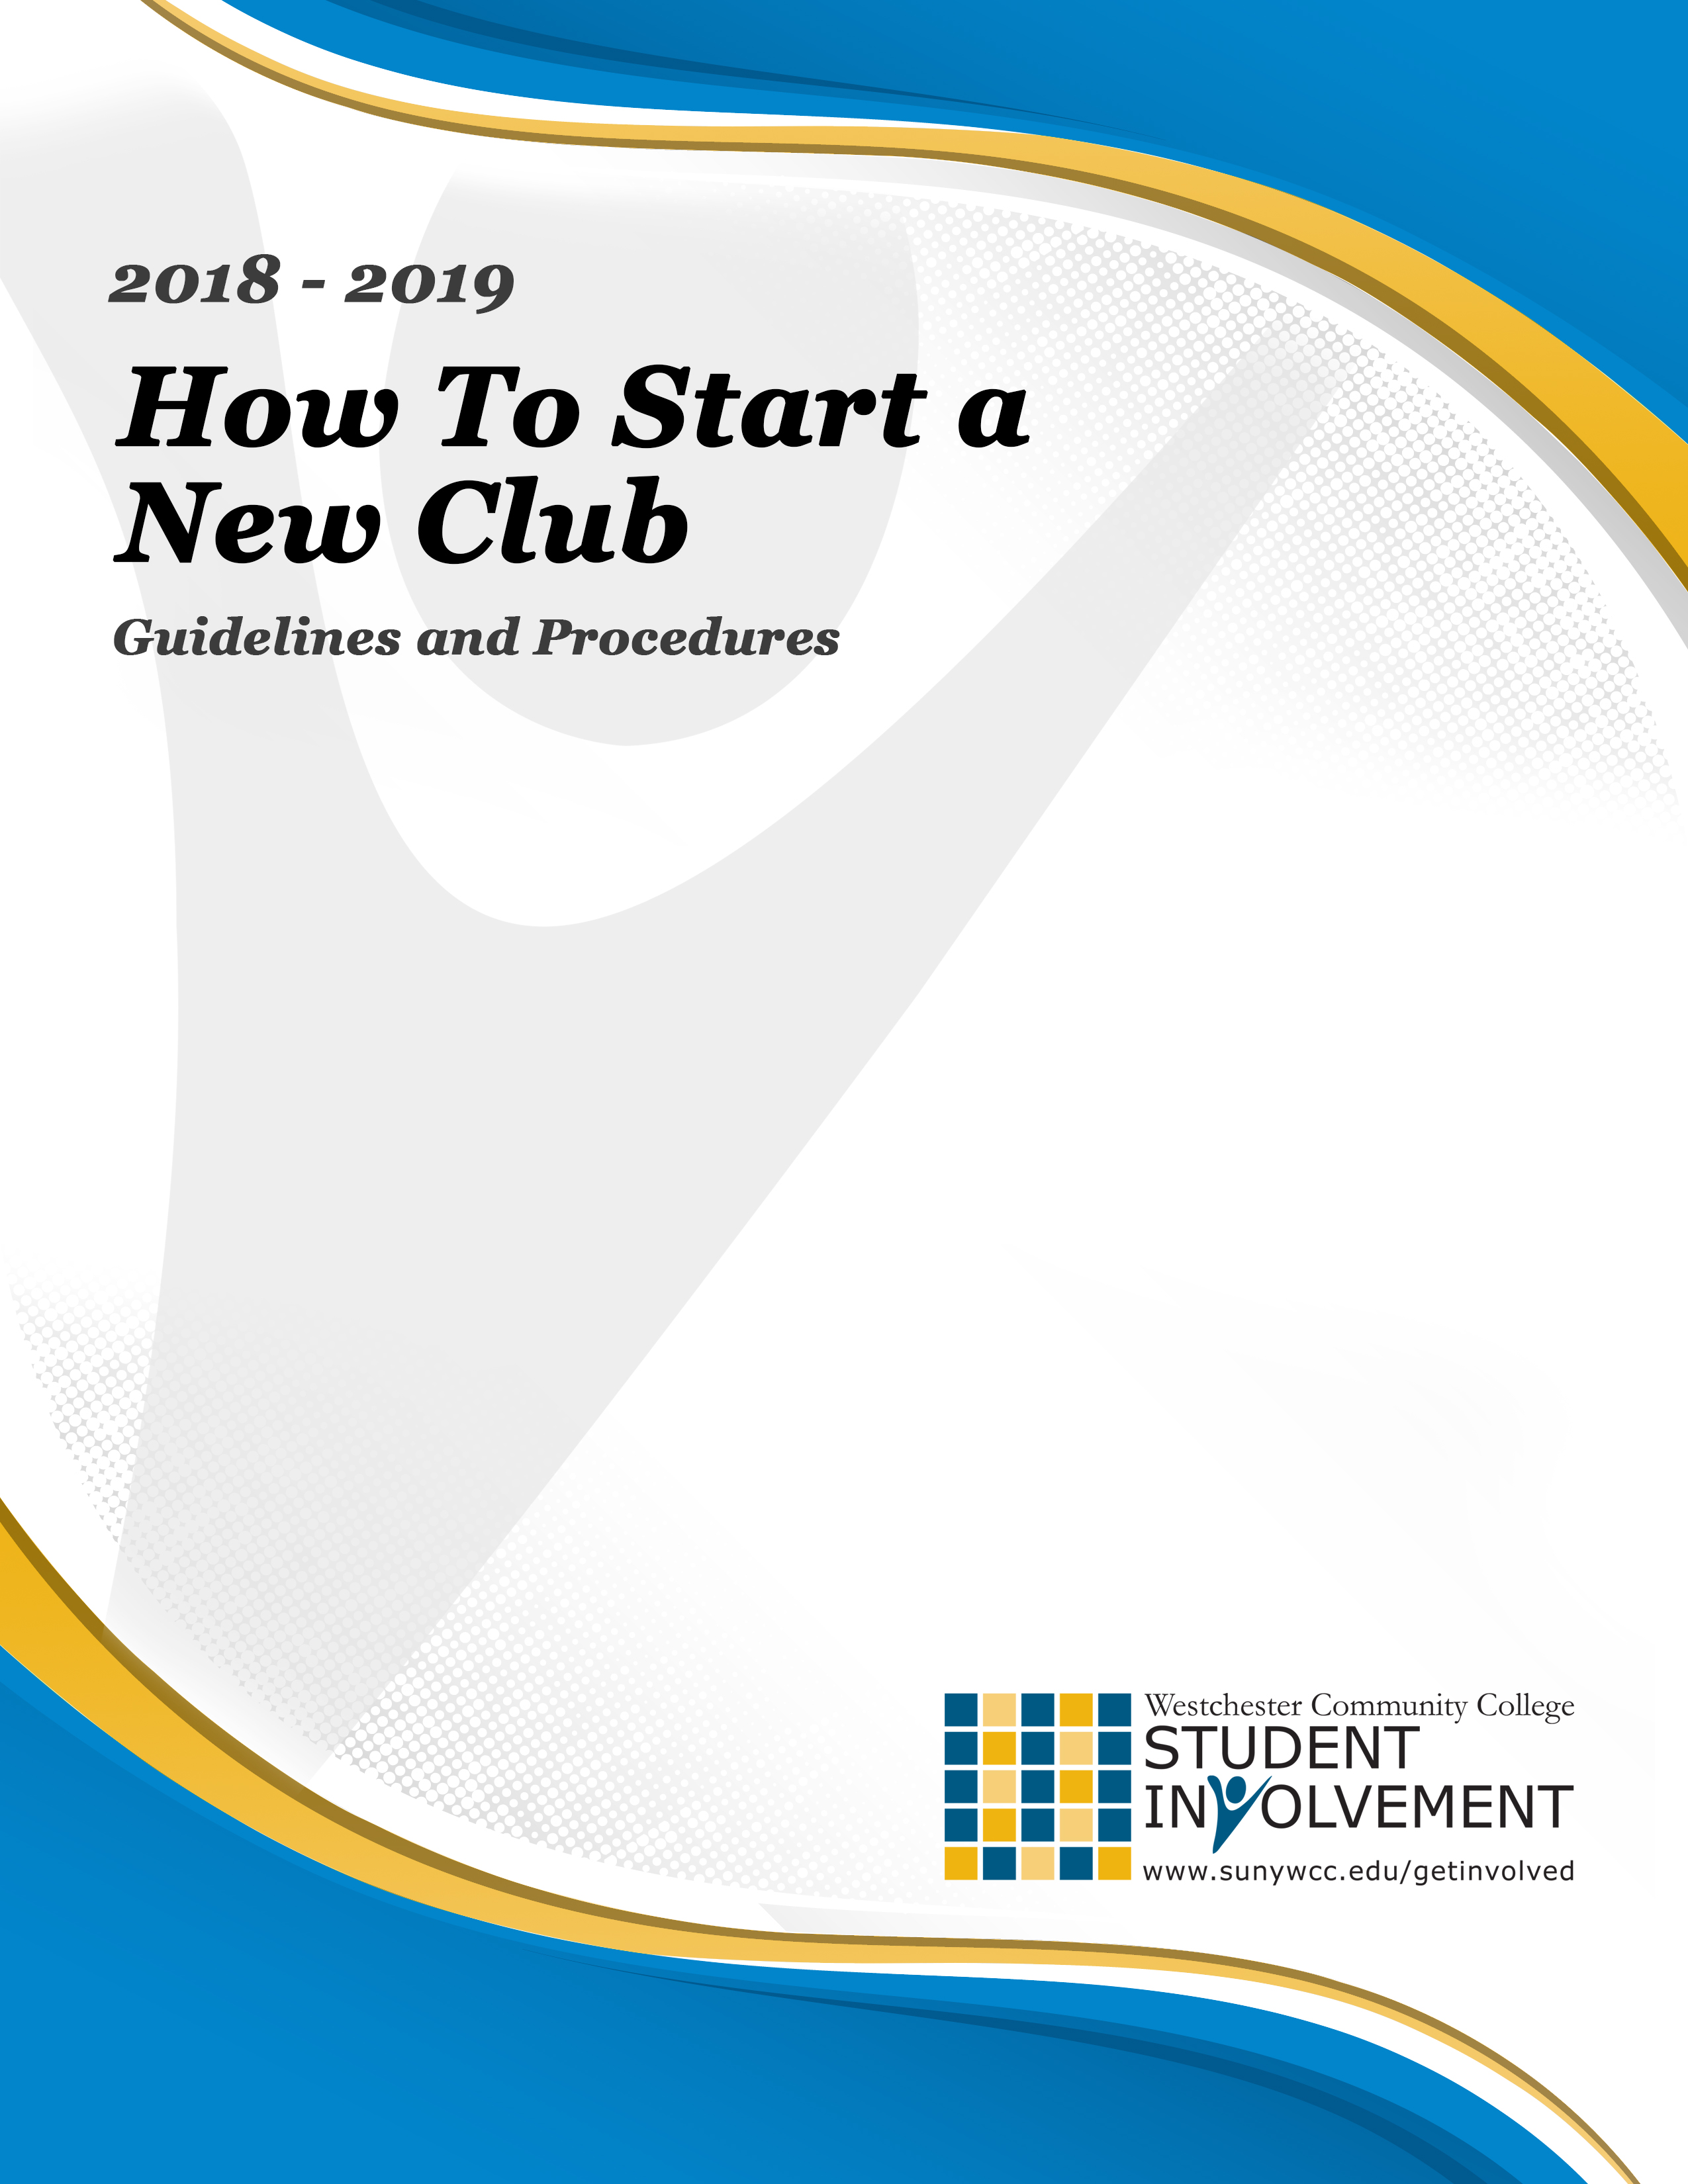 2018 - 2019
How To Start a
New Club
Guidelines and Procedures
Westchester Community College
STUDENT
INVOLVEMENT
www.sunywcc.edu/getinvolved